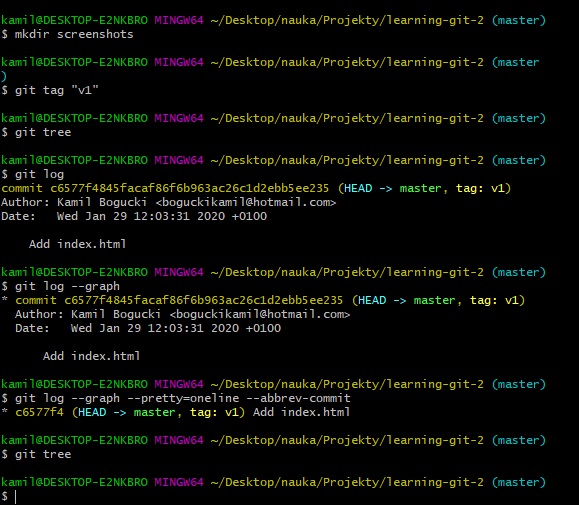 kamil@DESKTOP-E2NKBRO MINGW64 ~/Desktop/nauka/Projekty/learning-git-2 (master)
$ mkdir screenshots
kamil@DESKTOP-E2NKBRO MINGW64 ~/Desktop/nauka/Projekty/learning-git-2 (master
)
$ git tag "v1"
kamil@DESKTOP-E2NKBRO MINGW64 ~/Desktop/nauka/Projekty/learning-git-2 (master)
$ git tree
kamil@DESKTOP-E2NKBRO MINGW64 ~/Desktop/nauka/Projekty/learning-git-2 (master)
$ git log
commit c6577f4845facaf86f6b963ac26c1d2ebb5ee235 (HEAD -> master, tag: v1)
Author: Kamil Bogucki <boguckikamil@hotmail.com>
Date:   Wed Jan 29 12:03:31 2020 +0100
    Add index.html
kamil@DESKTOP-E2NKBRO MINGW64 ~/Desktop/nauka/Projekty/learning-git-2 (master)
$ git log --graph
* commit c6577f4845facaf86f6b963ac26c1d2ebb5ee235 (HEAD -> master, tag: v1)
  Author: Kamil Bogucki <boguckikamil@hotmail.com>
  Date:   Wed Jan 29 12:03:31 2020 +0100
      Add index.html
kamil@DESKTOP-E2NKBRO MINGW64 ~/Desktop/nauka/Projekty/learning-git-2 (master)
$ git log --graph --pretty=oneline --abbrev-commit
* c6577f4 (HEAD -> master, tag: v1) Add index.html
kamil@DESKTOP-E2NKBRO MINGW64 ~/Desktop/nauka/Projekty/learning-git-2 (master)
$ git tree
kamil@DESKTOP-E2NKBRO MINGW64 ~/Desktop/nauka/Projekty/learning-git-2 (master)
$